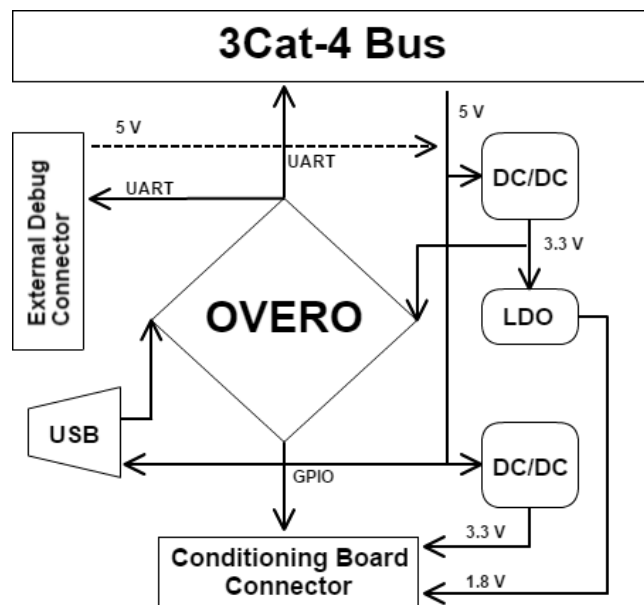 3Cat-4 Bus
5 V
5 V
UART
UART
External Debug
Connector
DC/DC
3.3 V
OVERO
LDO
USB
DC/DC
GPIO
3.3 V
Conditioning Board
Connector
1.8 V